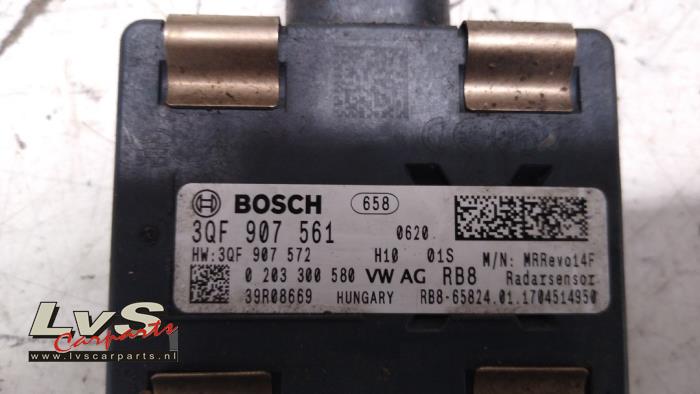 BOSCH 658
3QF 907 561 0620
HW:3QF 907 572 H10 01S M/N: MRRevo14F
0 203 300 580 VW AG RB8 Radarsensor
39R08669 HUNGARY RB8-65824.01.1704514950
LvS
Carparts
www.lvscarparts.nl